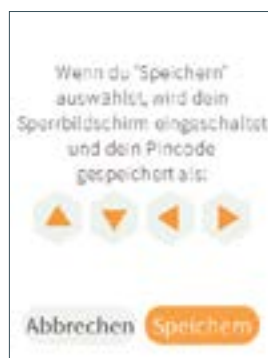 Wenn du "Speichern"
auswählst, wird dein
Sperrbildschirm eingeschaltet
und dein Pincode
gespeichert als:
Abbrechen Speichern